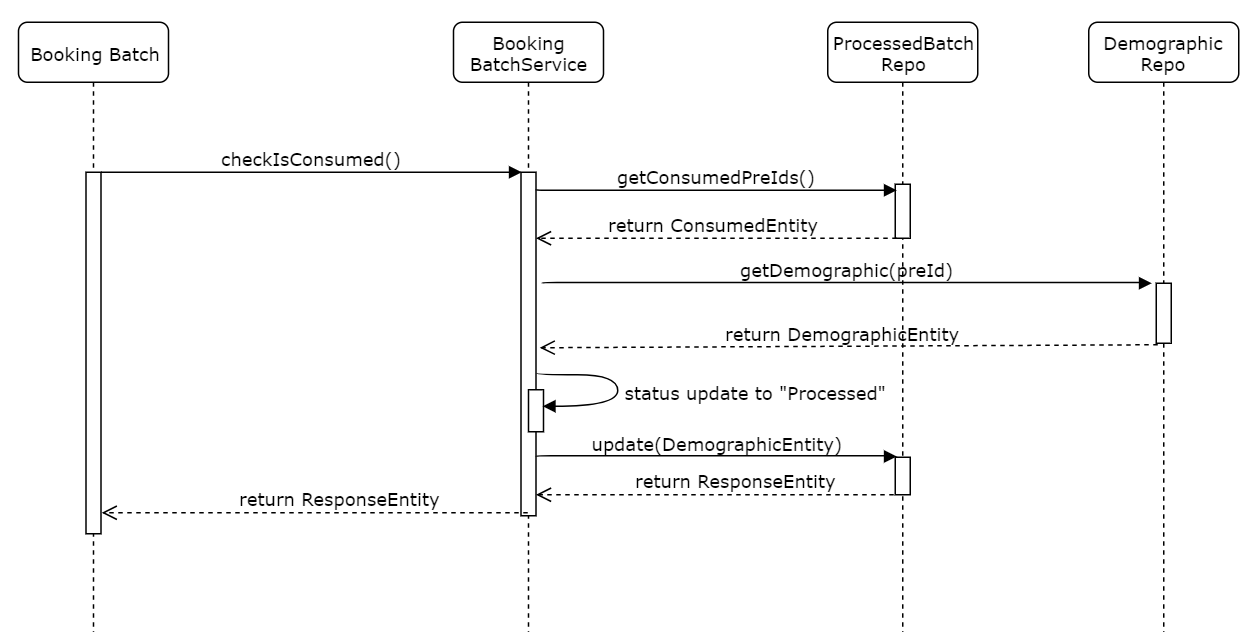 Booking Batch
Booking
BatchService
ProcessedBatch
Repo
Demographic
Repo
checkIsConsumed()
getConsumedPreIds()
return ConsumedEntity
getDemographic(preId)
return DemographicEntity
status update to "Processed"
update(DemographicEntity)
return ResponseEntity
return ResponseEntity